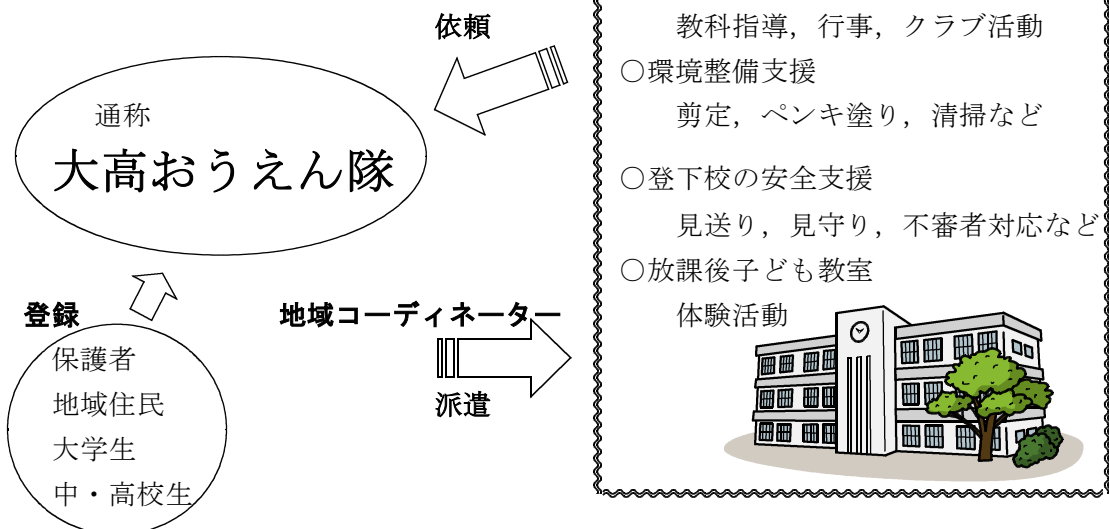 依頼
通称
大高おうえん隊
登録
保護者
地域住民
大学生
中・高校生
地域コーディネーター
派遣
教科指導，行事，クラブ活動
○環境整備支援
剪定，ペンキ塗り，清掃など
○登下校の安全支援
見送り，見守り，不審者対応など
○放課後子ども教室
体験活動